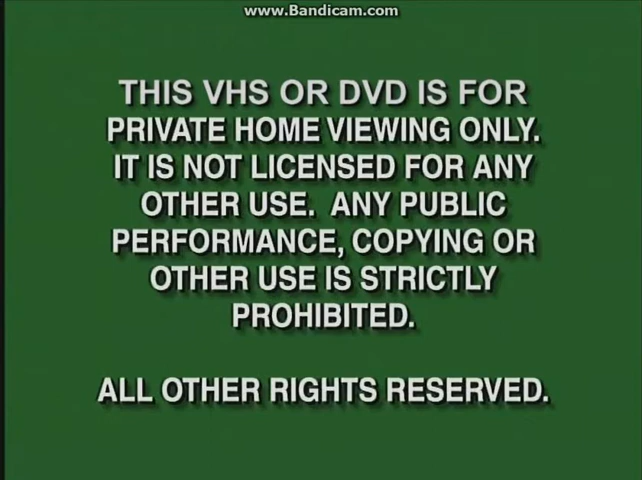 www.Bandicam.com
THIS VHS OR DVD IS FOR
PRIVATE HOME VIEWING ONLY.
IT IS NOT LICENSED FOR ANY
OTHER USE.  ANY PUBLIC
PERFORMANCE, COPYING OR
OTHER USE IS STRICTLY
PROHIBITED.
ALL OTHER RIGHTS RESERVED.